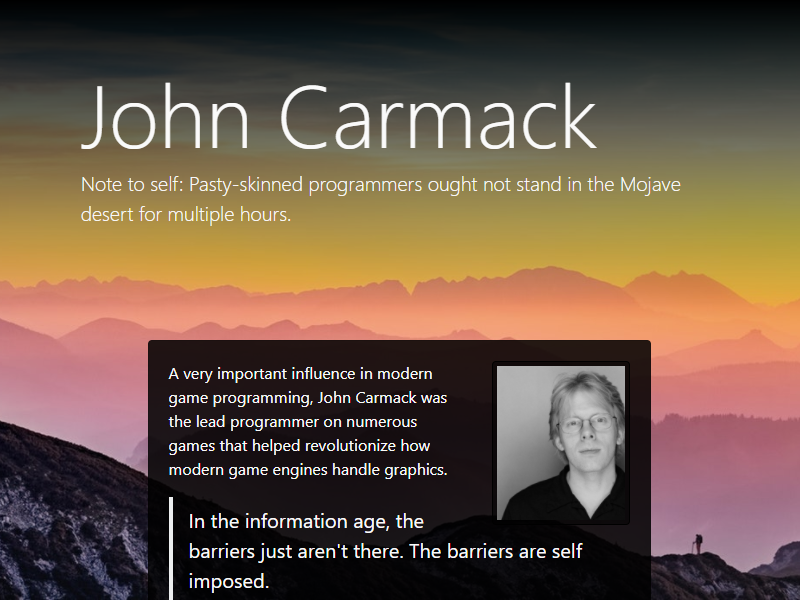 John Carmack
Note to self: Pasty-skinned programmers ought not stand in the Mojave
desert for multiple hours.
A very important influence in modern
game programming, John Carmack was
the lead programmer on numerous
games that helped revolutionize how
modern game engines handle graphics.
In the information age, the
barriers just aren't there. The barriers are self
imposed.